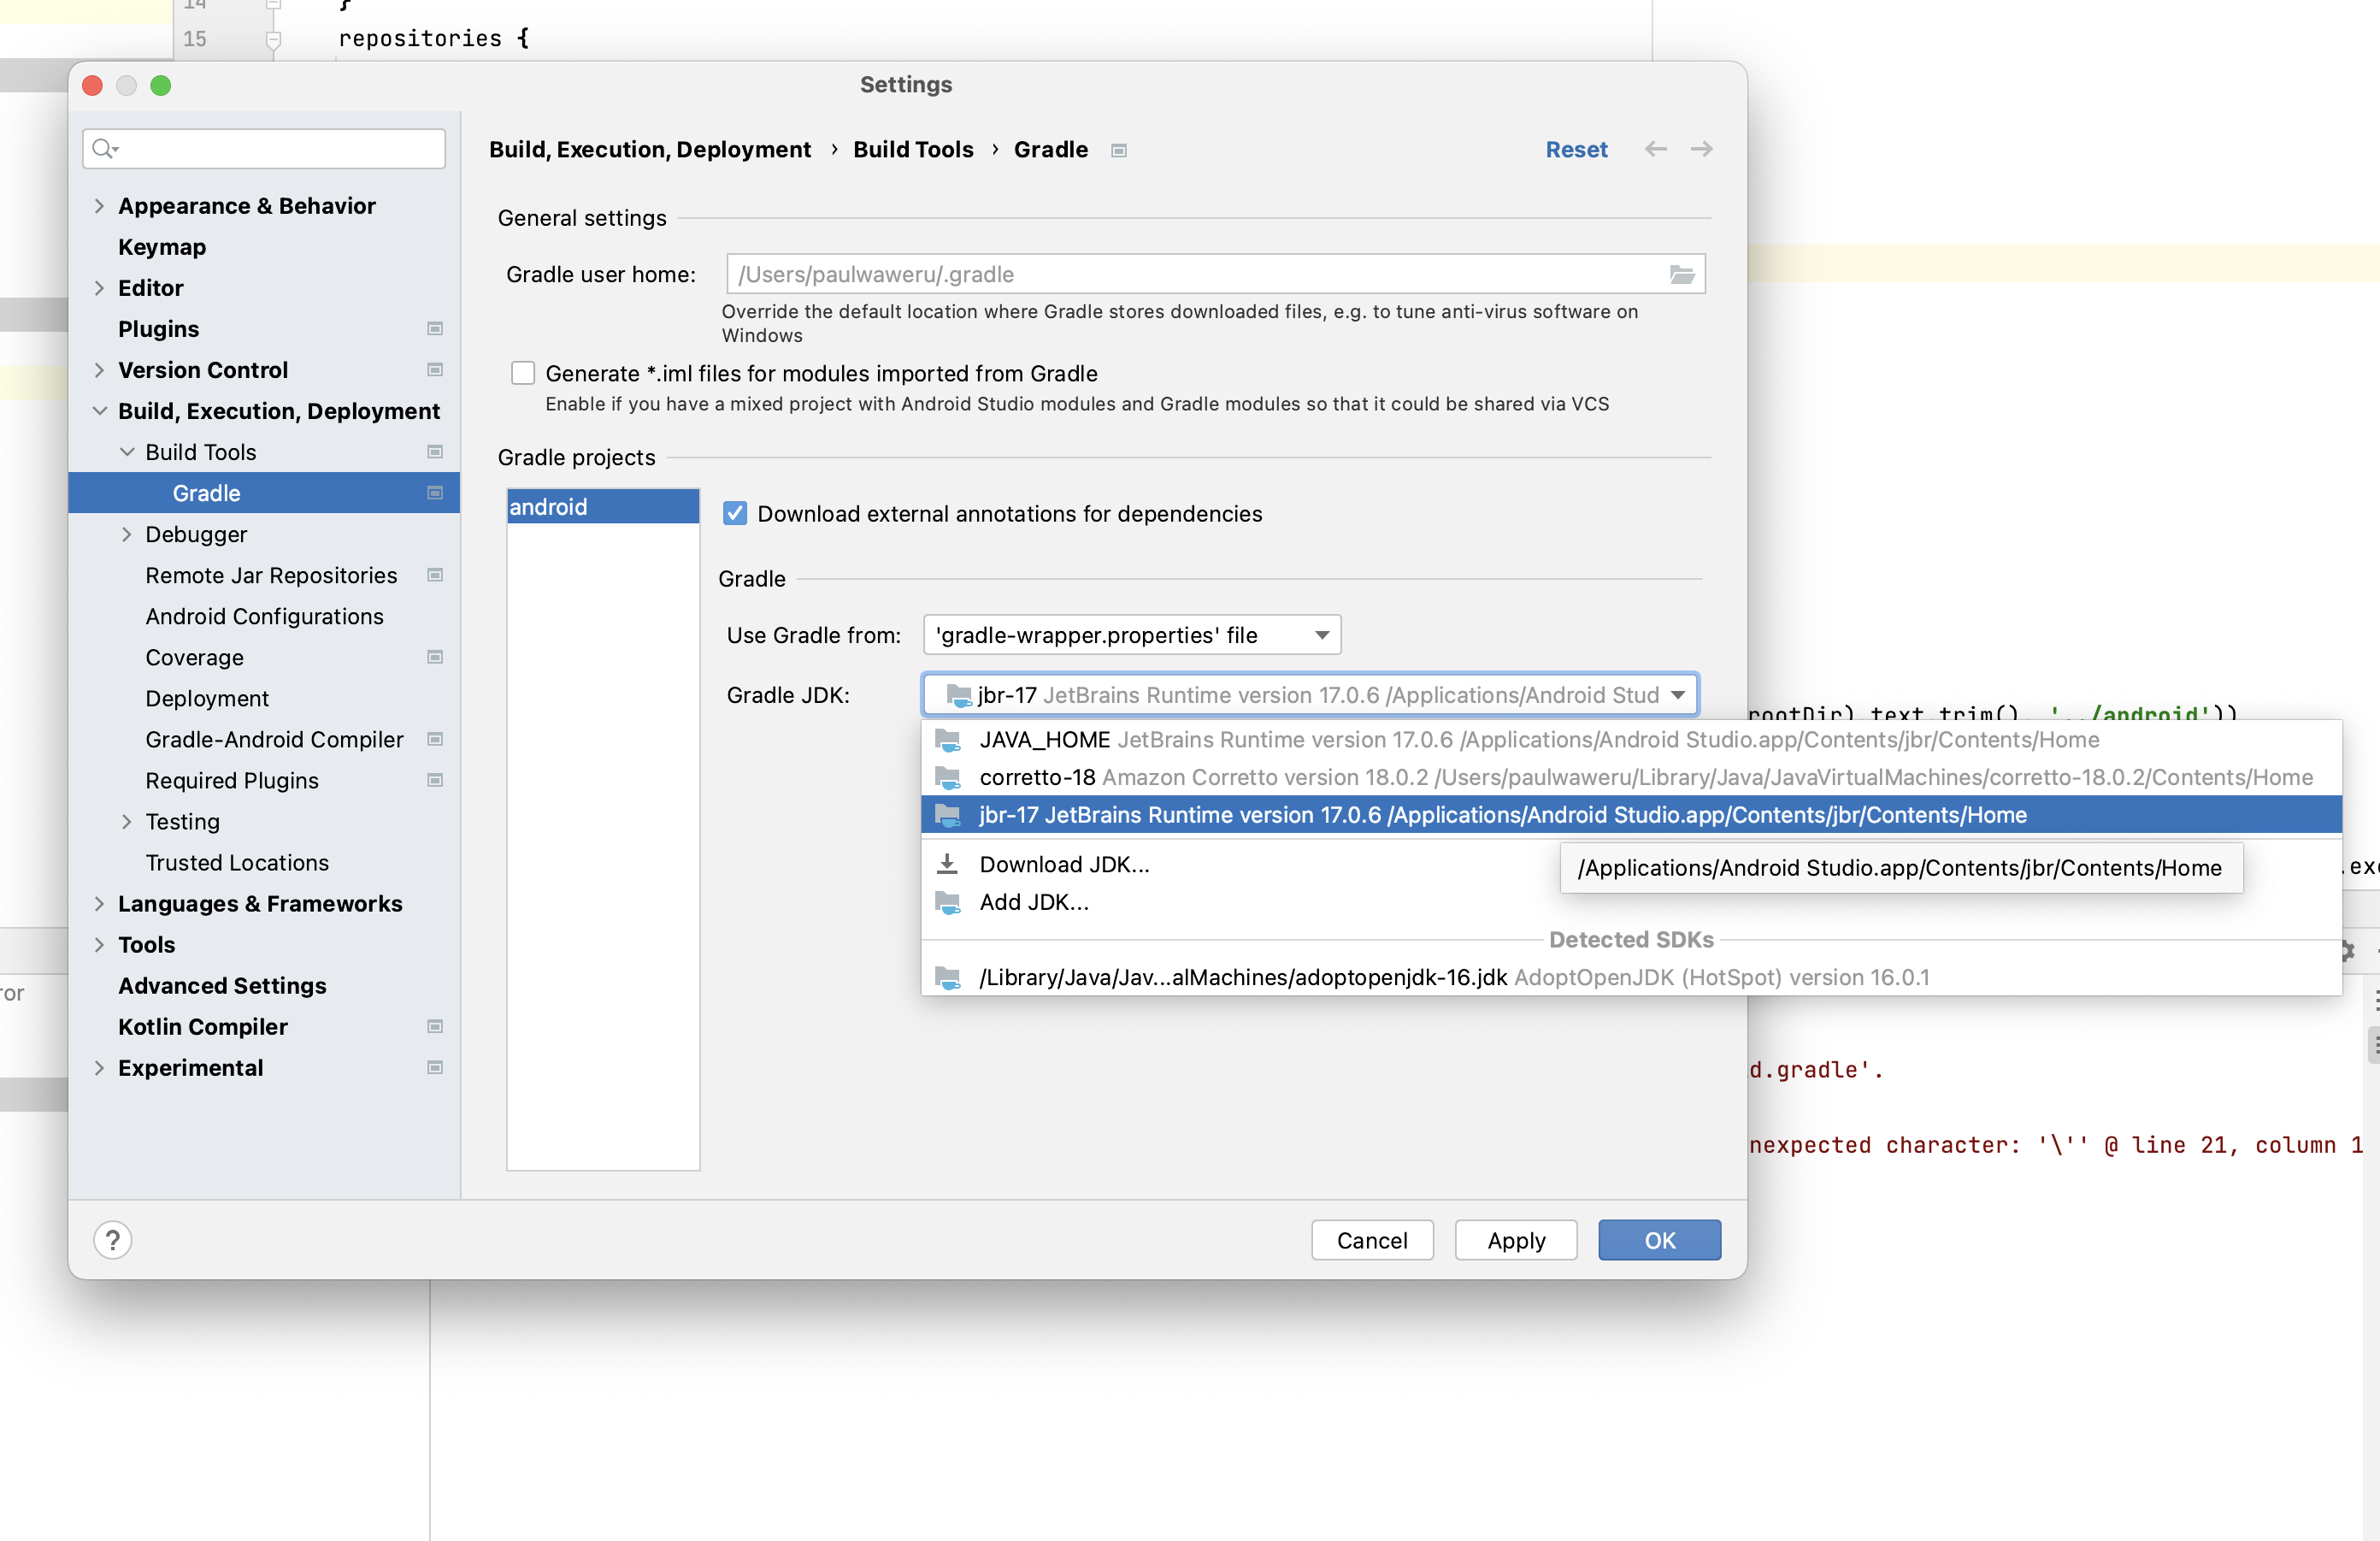 14 }
15 repositories {
Settings
Build, Execution, Deployment › Build Tools › Gradle
Reset
Appearance & Behavior
Keymap
Editor
Plugins
Version Control
Build, Execution, Deployment
Build Tools
Gradle
Debugger
Remote Jar Repositories
Android Configurations
Coverage
Deployment
Gradle-Android Compiler
Required Plugins
Testing
Trusted Locations
Languages & Frameworks
Tools
Advanced Settings
Kotlin Compiler
Experimental
General settings
Gradle user home: /Users/paulwaweru/.gradle
Override the default location where Gradle stores downloaded files, e.g. to tune anti-virus software on
Windows
Generate *.iml files for modules imported from Gradle
Enable if you have a mixed project with Android Studio modules and Gradle modules so that it could be shared via VCS
Gradle projects
android
Download external annotations for dependencies
Gradle
Use Gradle from: 'gradle-wrapper.properties' file
Gradle JDK: jbr-17 JetBrains Runtime version 17.0.6 /Applications/Android Stud
rootDir).text.trim(), '../android'))
JAVA_HOME JetBrains Runtime version 17.0.6 /Applications/Android Studio.app/Contents/jbr/Contents/Home
corretto-18 Amazon Corretto version 18.0.2 /Users/paulwaweru/Library/Java/JavaVirtualMachines/corretto-18.0.2/Contents/Home
jbr-17 JetBrains Runtime version 17.0.6 /Applications/Android Studio.app/Contents/jbr/Contents/Home
Download JDK...
/Applications/Android Studio.app/Contents/jbr/Contents/Home
.exe
Add JDK...
Detected SDKs
/Library/Java/Jav...alMachines/adoptopenjdk-16.jdk AdoptOpenJDK (HotSpot) version 16.0.1
ror
d.gradle'.
nexpected character: '\'' @ line 21, column 1
?
Cancel
Apply
OK